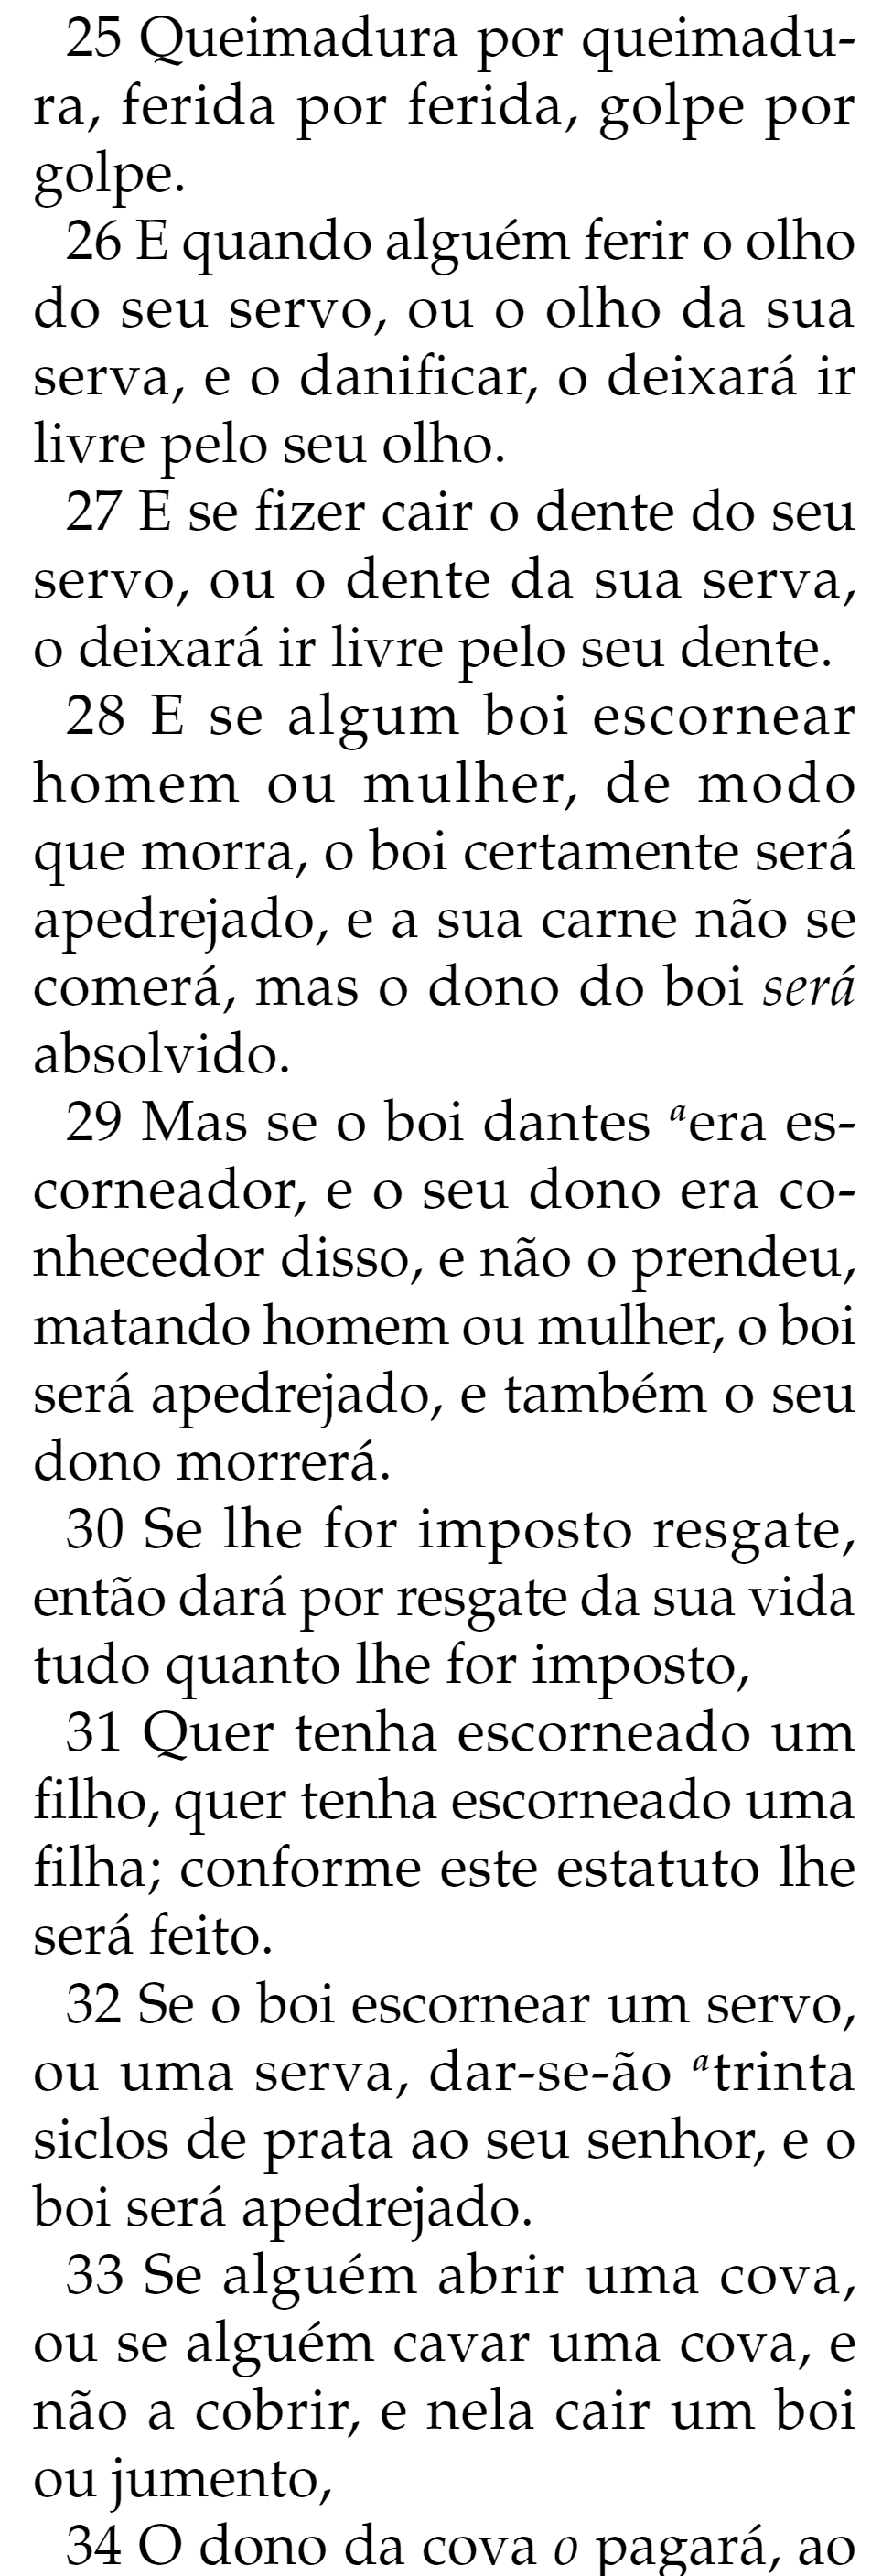 25 Queimadura por queimadu-
ra, ferida por ferida, golpe por
golpe.
26 E quando alguém ferir o olho
do seu servo, ou o olho da sua
serva, e o danificar, o deixará ir
livre pelo seu olho.
27 E se fizer cair o dente do seu
servo, ou o dente da sua serva,
o deixará ir livre pelo seu dente.
28 E se algum boi escornear
homem ou mulher, de modo
que morra, o boi certamente será
apedrejado, e a sua carne não se
comerá, mas o dono do boi será
absolvido.
29 Mas se o boi dantes ᵃera es-
corneador, e o seu dono era co-
nhecedor disso, e não o prendeu,
matando homem ou mulher, o boi
será apedrejado, e também o seu
dono morrerá.
30 Se lhe for imposto resgate,
então dará por resgate da sua vida
tudo quanto lhe for imposto,
31 Quer tenha escorneado um
filho, quer tenha escorneado uma
filha; conforme este estatuto lhe
será feito.
32 Se o boi escornear um servo,
ou uma serva, dar-se-ão ᵃtrinta
siclos de prata ao seu senhor, e o
boi será apedrejado.
33 Se alguém abrir uma cova,
ou se alguém cavar uma cova, e
não a cobrir, e nela cair um boi
ou jumento,
34 O dono da cova o pagará, ao